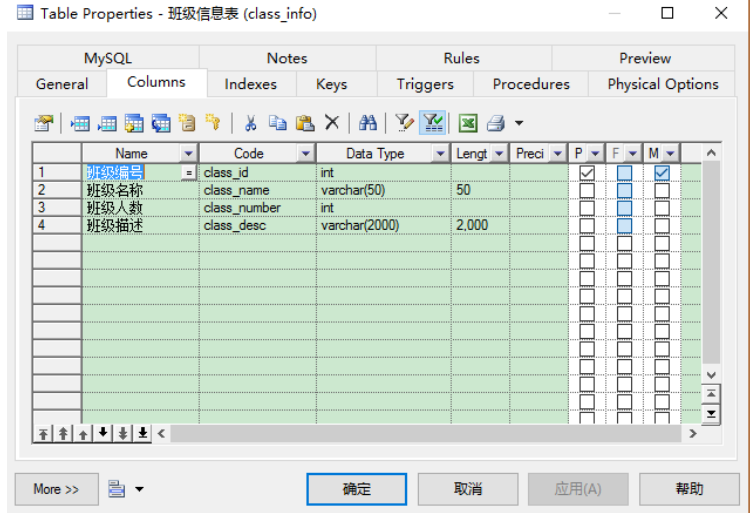 Table Properties - 班级信息表 (class_info)
MySQL Notes Rules Preview
General Columns Indexes Keys Triggers Procedures Physical Options
Name Code Data Type Lengt Preci P F M
1 班级编号 = class_id int
2 班级名称 class_name varchar(50) 50
3 班级人数 class_number int
4 班级描述 class_desc varchar(2000) 2,000
More >> 确定 取消 应用(A) 帮助